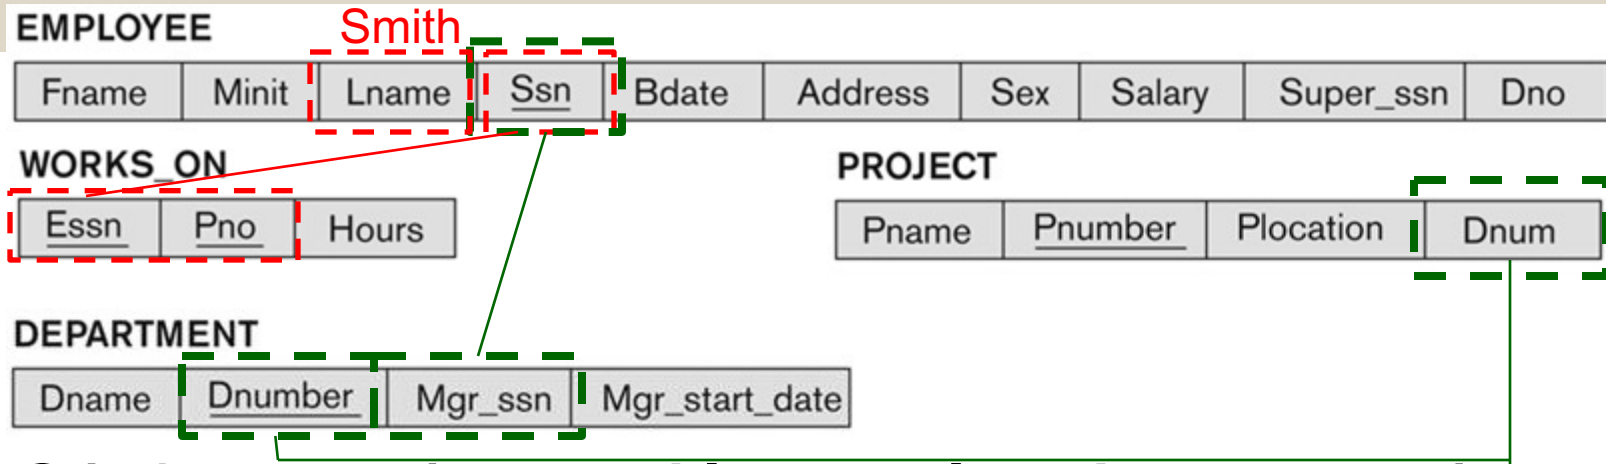 EMPLOYEE Smith
Fname Minit Lname Ssn Bdate Address Sex Salary Super_ssn Dno
WORKS_ON
Essn Pno Hours
PROJECT
Pname Pnumber Plocation Dnum
DEPARTMENT
Dname Dnumber Mgr_ssn Mgr_start_date